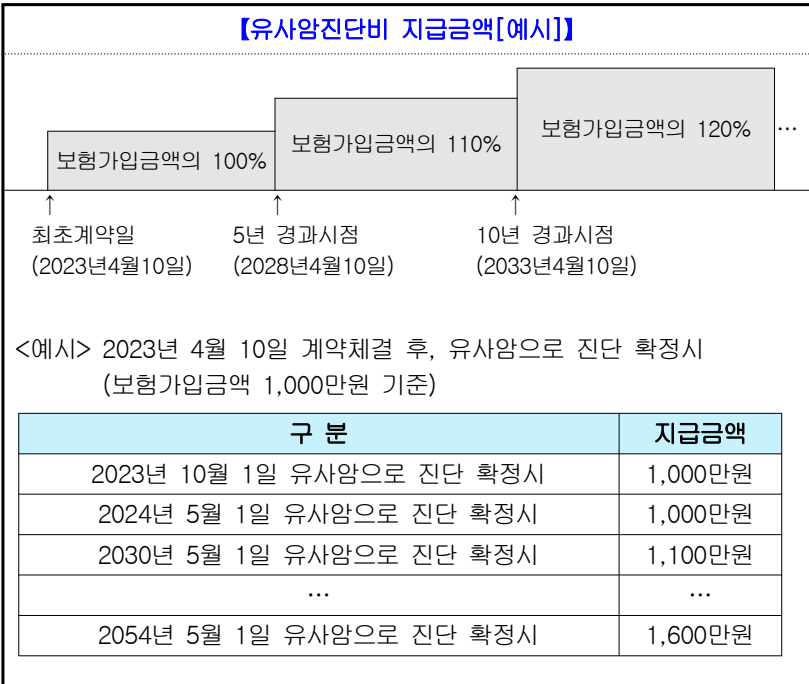 【유사암진단비 지급금액[예시]】
보험가입금액의 100%
보험가입금액의 110%
보험가입금액의 120%
…
↑ ↑ ↑
최초계약일 5년 경과시점 10년 경과시점
(2023년4월10일) (2028년4월10일) (2033년4월10일)
<예시> 2023년 4월 10일 계약체결 후, 유사암으로 진단 확정시
(보험가입금액 1,000만원 기준)
구 분 지급금액
2023년 10월 1일 유사암으로 진단 확정시 1,000만원
2024년 5월 1일 유사암으로 진단 확정시 1,000만원
2030년 5월 1일 유사암으로 진단 확정시 1,100만원
… …
2054년 5월 1일 유사암으로 진단 확정시 1,600만원